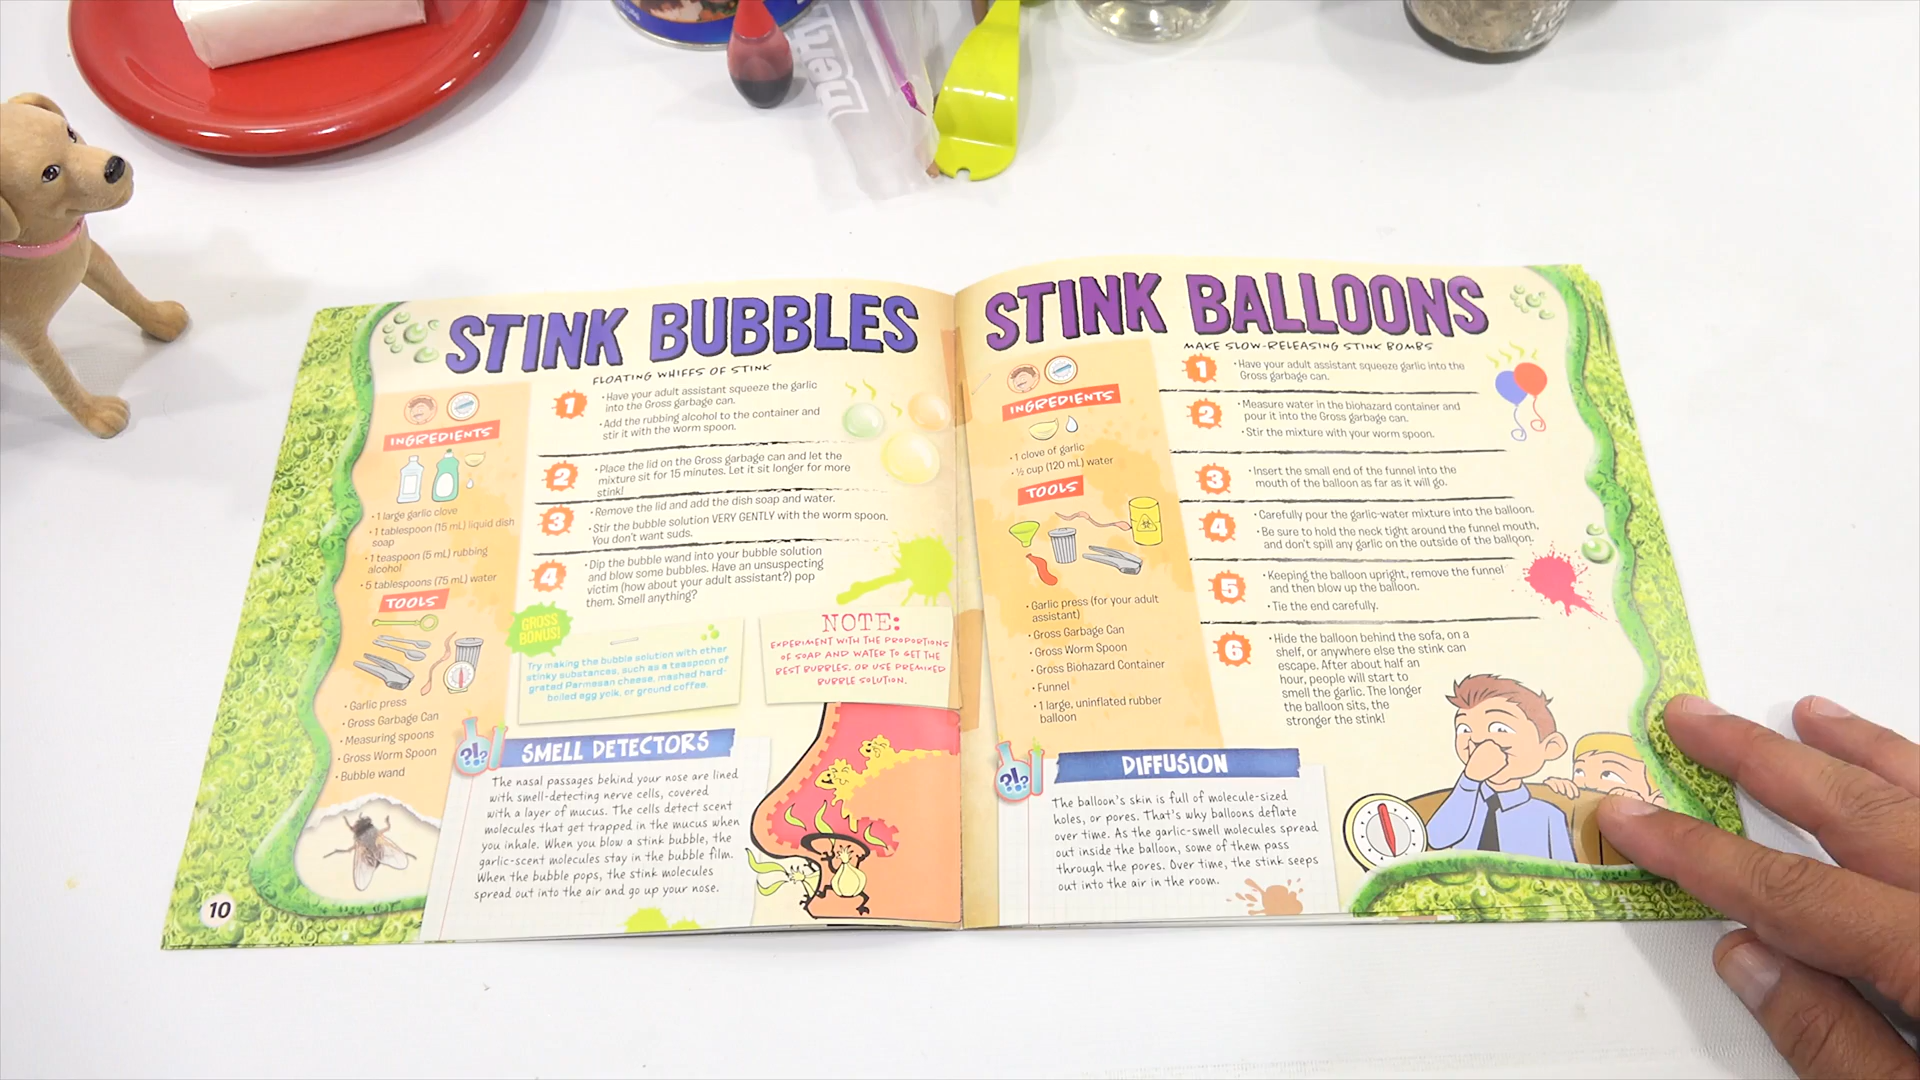 STINK BUBBLES
FLOATING WHIFFS OF STINK
INGREDIENTS
• 1 large garlic clove
• 1 tablespoon (15 mL) liquid dish
soap
• 1 teaspoon (5 mL) rubbing
alcohol
• 5 tablespoons (75 mL) water
TOOLS
• Garlic press
• Gross Garbage Can
• Measuring spoons
• Gross Worm Spoon
• Bubble wand
1
• Have your adult assistant squeeze the garlic
into the Gross garbage can.
• Add the rubbing alcohol to the container and
stir it with the worm spoon.
2
• Place the lid on the Gross garbage can and let the
mixture sit for 15 minutes. Let it sit longer for more
stink!
3
• Remove the lid and add the dish soap and water.
• Stir the bubble solution VERY GENTLY with the worm spoon.
You don't want suds.
4
• Dip the bubble wand into your bubble solution
and blow some bubbles. Have an unsuspecting
victim (how about your adult assistant?) pop
them. Smell anything?
GROSS
BONUS!
Try making the bubble solution with other
stinky substances, such as a teaspoon of
grated Parmesan cheese, mashed hard-
boiled egg yolk, or ground coffee.
NOTE:
EXPERIMENT WITH THE PROPORTIONS
OF SOAP AND WATER TO GET THE
BEST BUBBLES. OR USE PREMIXED
BUBBLE SOLUTION.
?!?
SMELL DETECTORS
The nasal passages behind your nose are lined
with smell-detecting nerve cells, covered
with a layer of mucus. The cells detect scent
molecules that get trapped in the mucus when
you inhale. When you blow a stink bubble, the
garlic-scent molecules stay in the bubble film.
When the bubble pops, the stink molecules
spread out into the air and go up your nose.
10
STINK BALLOONS
MAKE SLOW-RELEASING STINK BOMBS
INGREDIENTS
• 1 clove of garlic
• ½ cup (120 mL) water
TOOLS
• Garlic press (for your adult
assistant)
• Gross Garbage Can
• Gross Worm Spoon
• Gross Biohazard Container
• Funnel
• 1 large, uninflated rubber
balloon
1
• Have your adult assistant squeeze garlic into the
Gross garbage can.
2
• Measure water in the biohazard container and
pour it into the Gross garbage can.
• Stir the mixture with your worm spoon.
3
• Insert the small end of the funnel into the
mouth of the balloon as far as it will go.
4
• Carefully pour the garlic-water mixture into the balloon.
• Be sure to hold the neck tight around the funnel mouth,
and don't spill any garlic on the outside of the balloon.
5
• Keeping the balloon upright, remove the funnel
and then blow up the balloon.
• Tie the end carefully.
6
• Hide the balloon behind the sofa, on a
shelf, or anywhere else the stink can
escape. After about half an
hour, people will start to
smell the garlic. The longer
the balloon sits, the
stronger the stink!
?!?
DIFFUSION
The balloon's skin is full of molecule-sized
holes, or pores. That's why balloons deflate
over time. As the garlic-smell molecules spread
out inside the balloon, some of them pass
through the pores. Over time, the stink seeps
out into the air in the room.